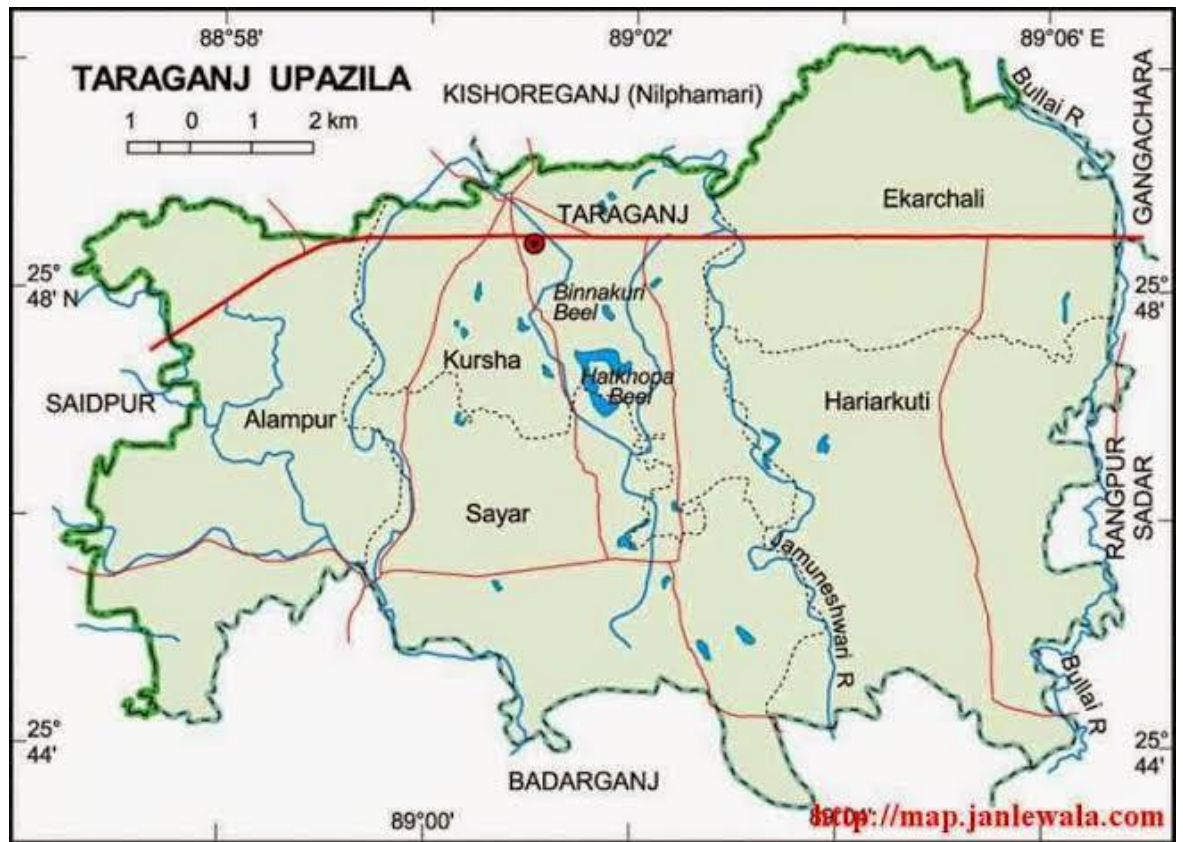 88°58' 89°02' 89°06' E
TARAGANJ UPAZILA
KISHOREGANJ (Nilphamari)
1 0 1 2 km
Bullai R
GANGACHARA
Ekarchali
TARAGANJ
25°
48' N
25°
48'
Binnakuri
Beel
Kursha
Hatkhopa
Beel
SAIDPUR
Alampur
Hariarkuti
RANGPUR
SADAR
Sayar
Jamuneshwari R
Bullai R
25°
44'
25°
44'
BADARGANJ
89°00' 89°04'
http://map.janlewala.com